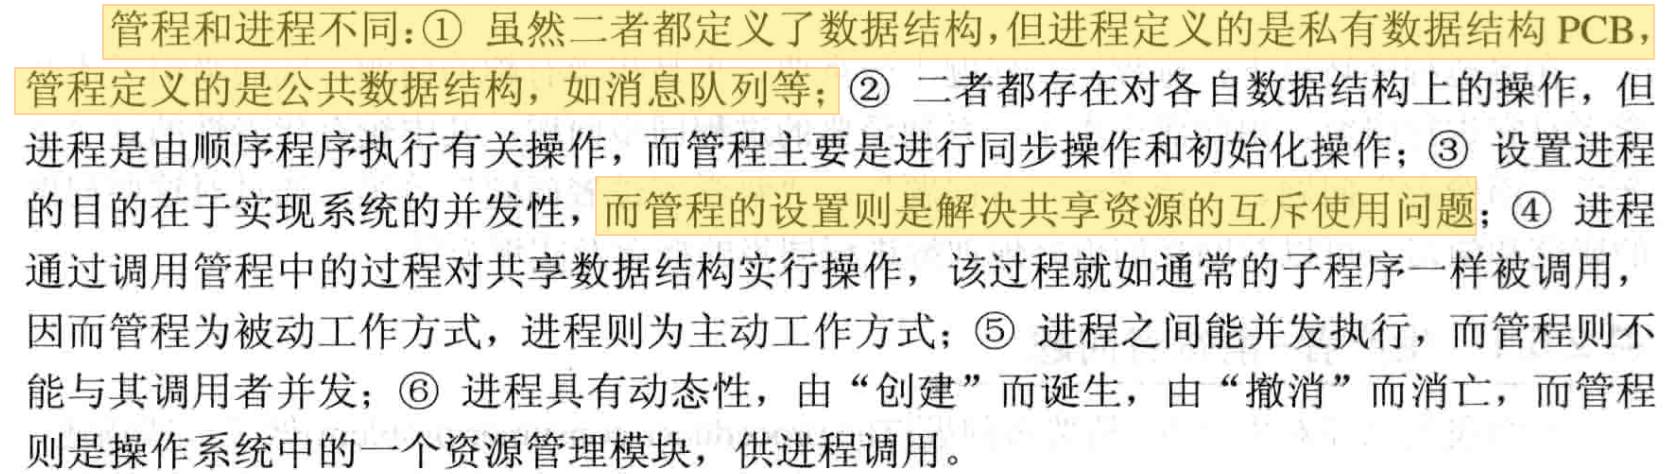 管程和进程不同:① 虽然二者都定义了数据结构,但进程定义的是私有数据结构 PCB,
管程定义的是公共数据结构，如消息队列等；② 二者都存在对各自数据结构上的操作，但
进程是由顺序程序执行有关操作，而管程主要是进行同步操作和初始化操作；③ 设置进程
的目的在于实现系统的并发性，而管程的设置则是解决共享资源的互斥使用问题；④ 进程
通过调用管程中的过程对共享数据结构实行操作，该过程就如通常的子程序一样被调用，
因而管程为被动工作方式，进程则为主动工作方式；⑤ 进程之间能并发执行，而管程则不
能与其调用者并发；⑥ 进程具有动态性，由“创建”而诞生，由“撤消”而消亡，而管程
则是操作系统中的一个资源管理模块，供进程调用。